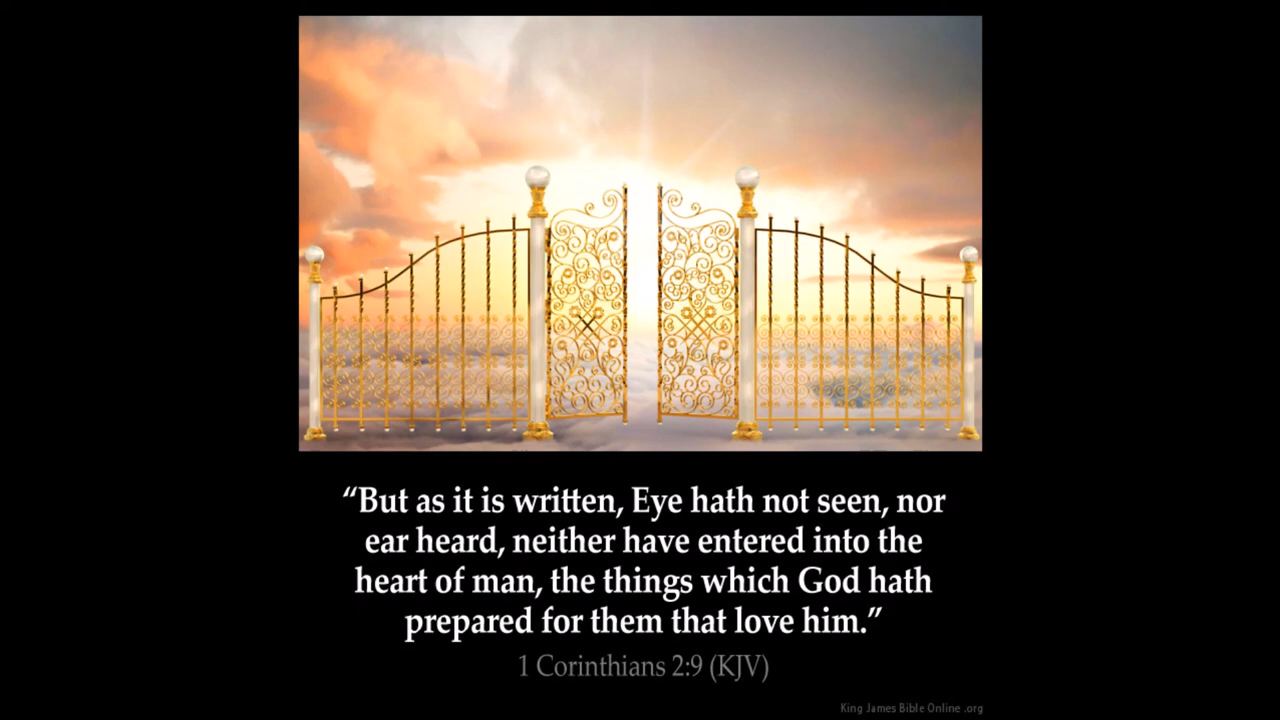 “But as it is written, Eye hath not seen, nor
ear heard, neither have entered into the
heart of man, the things which God hath
prepared for them that love him.”
1 Corinthians 2:9 (KJV)
King James Bible Online .org